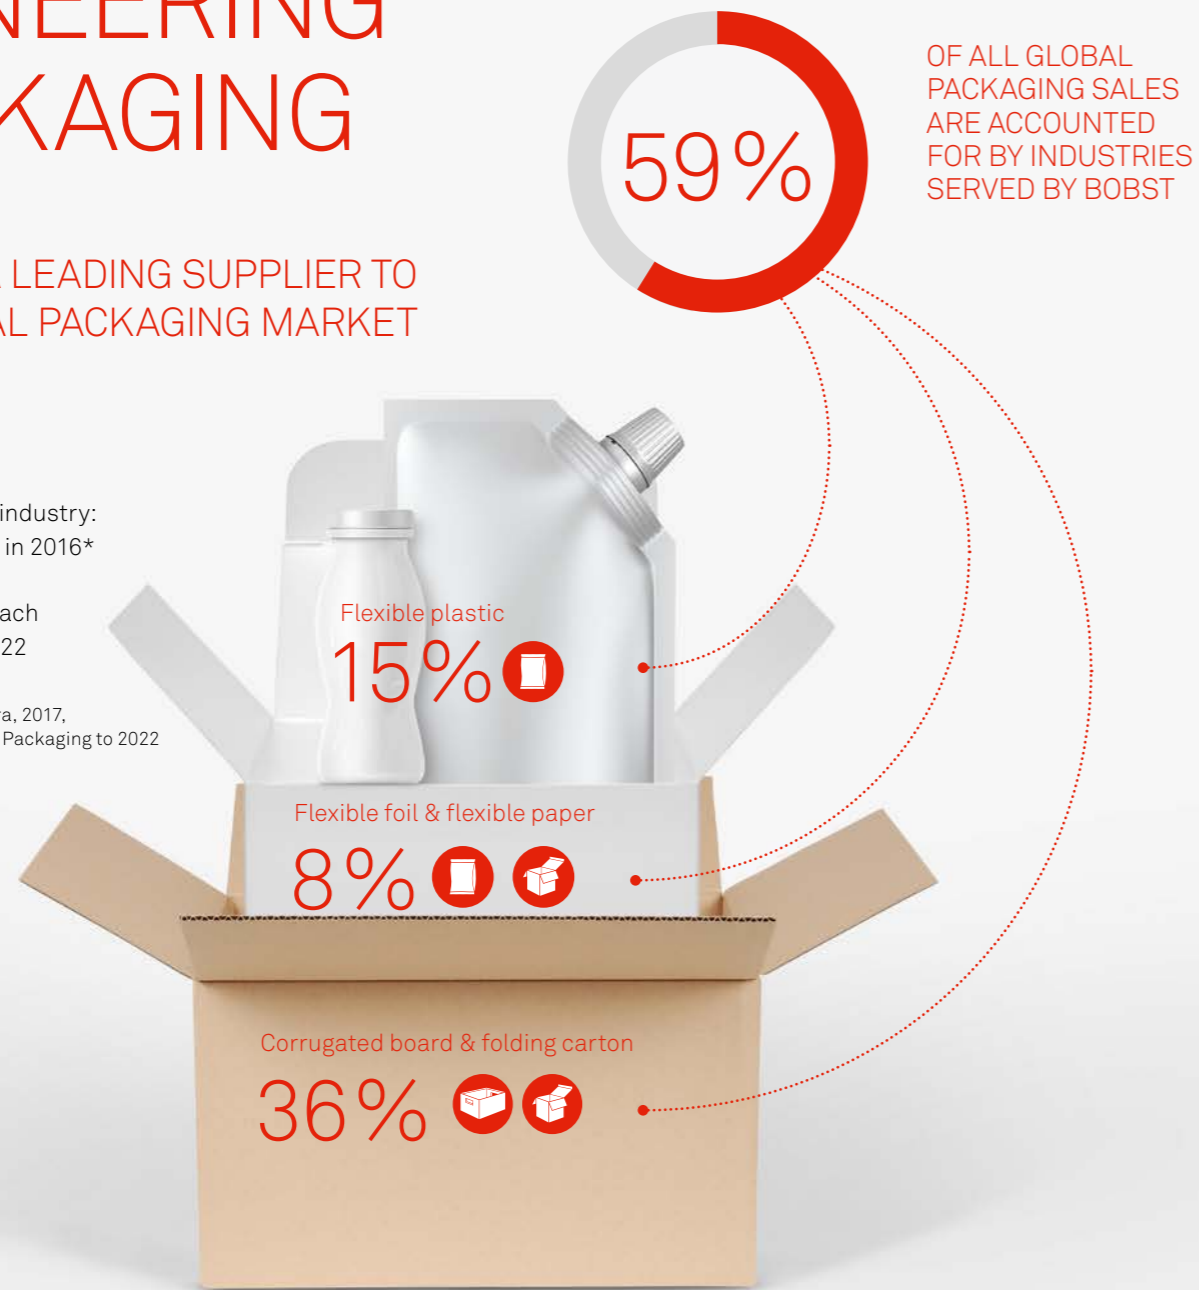 NEERING
KAGING
LEADING SUPPLIER TO
AL PACKAGING MARKET
59%
OF ALL GLOBAL
PACKAGING SALES
ARE ACCOUNTED
FOR BY INDUSTRIES
SERVED BY BOBST
industry:
in 2016*
ach
22
a, 2017,
Packaging to 2022
Flexible plastic
15%
Flexible foil & flexible paper
8%
Corrugated board & folding carton
36%